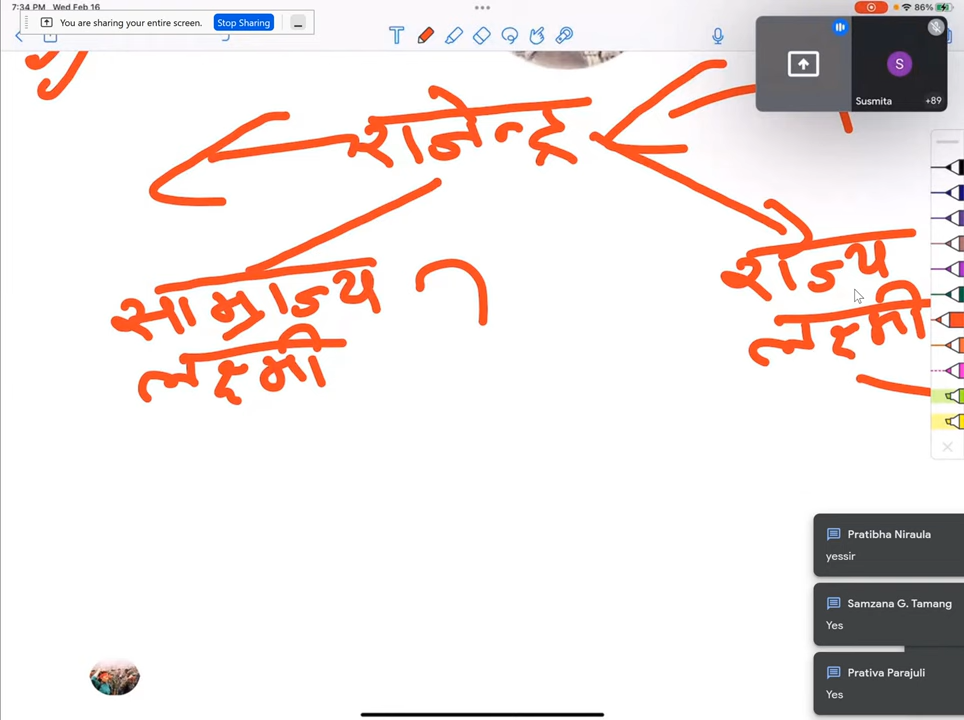 7:34 PM Wed Feb 16
86%
You are sharing your entire screen.
Stop Sharing
S
Susmita
+89
राजेन्द्र
साम्राज्य
लक्ष्मी
राज्य
लक्ष्मी
Pratibha Niraula
yessir
Samzana G. Tamang
Yes
Prativa Parajuli
Yes